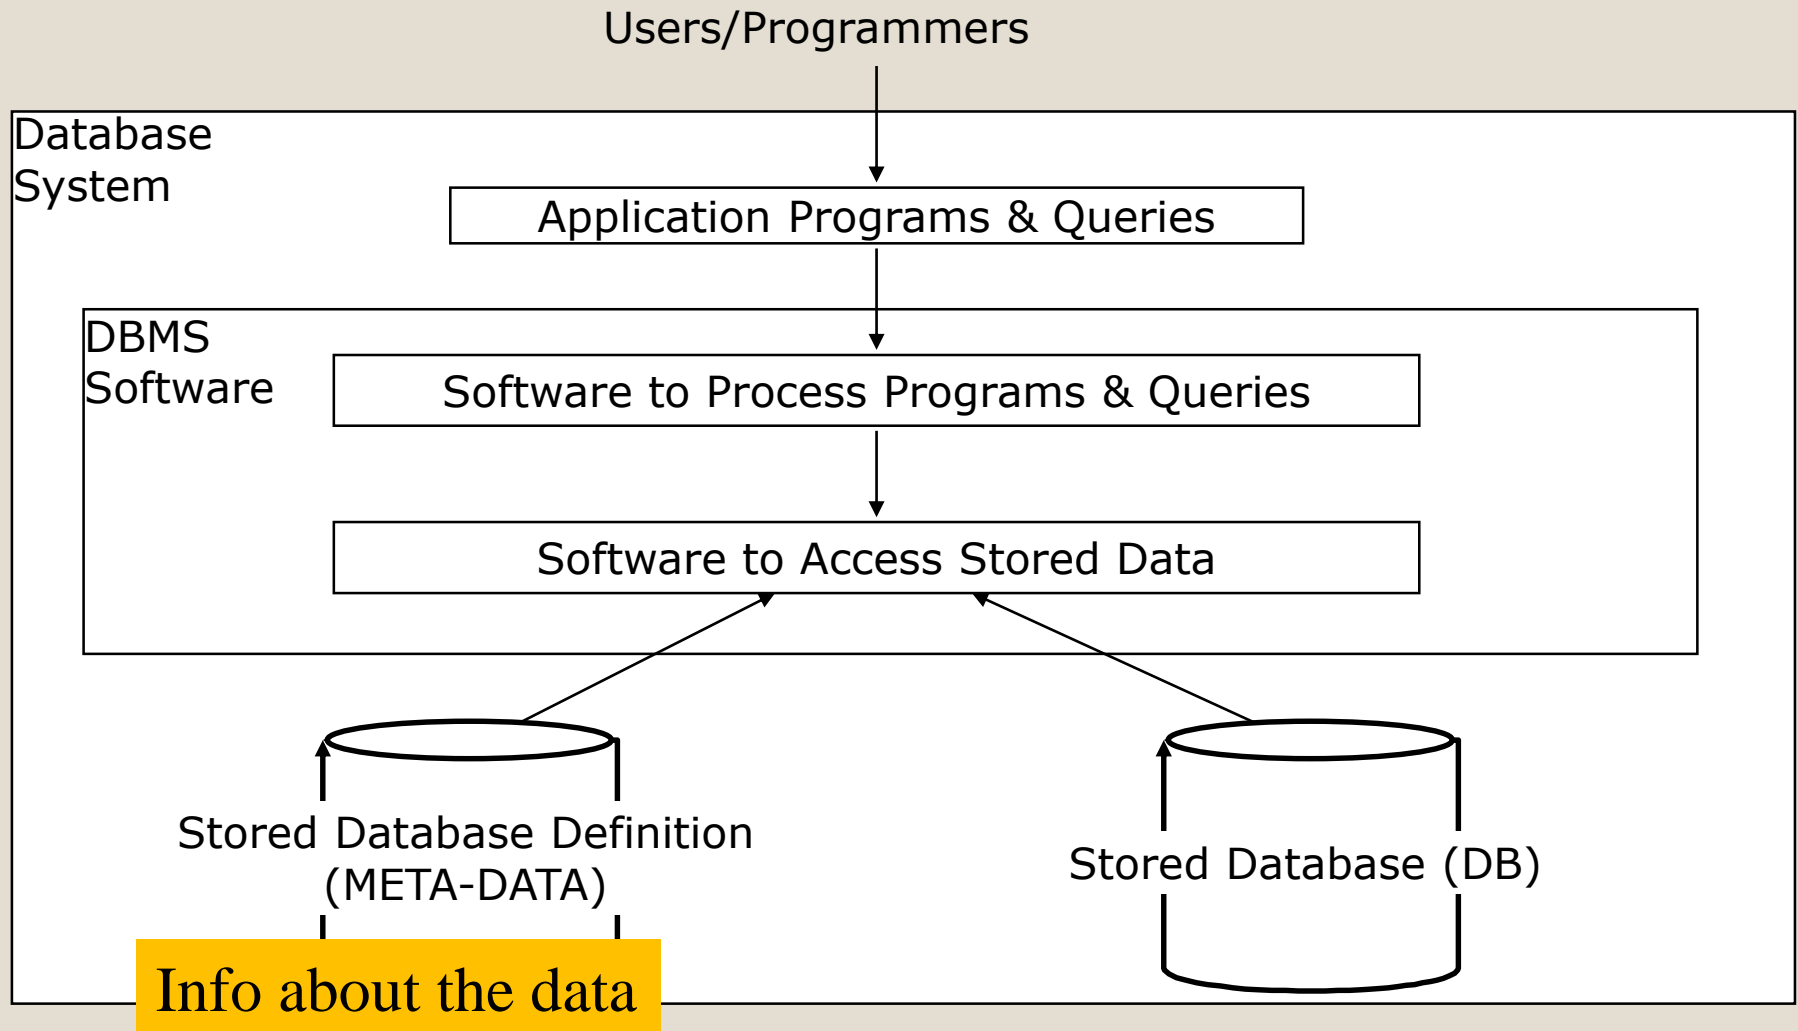 Users/Programmers
Database
System
Application Programs & Queries
DBMS
Software
Software to Process Programs & Queries
Software to Access Stored Data
Stored Database Definition
(META-DATA)
Stored Database (DB)
Info about the data